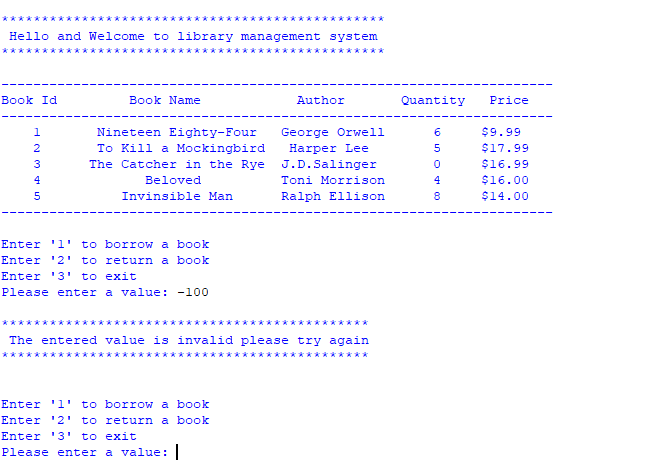 ************************************************
Hello and Welcome to library management system
************************************************
---------------------------------------------------------------------
Book Id Book Name Author Quantity Price
---------------------------------------------------------------------
1 Nineteen Eighty-Four George Orwell 6 $9.99
2 To Kill a Mockingbird Harper Lee 5 $17.99
3 The Catcher in the Rye J.D.Salinger 0 $16.99
4 Beloved Toni Morrison 4 $16.00
5 Invinsible Man Ralph Ellison 8 $14.00
---------------------------------------------------------------------
Enter '1' to borrow a book
Enter '2' to return a book
Enter '3' to exit
Please enter a value: -100
**********************************************
The entered value is invalid please try again
**********************************************
Enter '1' to borrow a book
Enter '2' to return a book
Enter '3' to exit
Please enter a value: